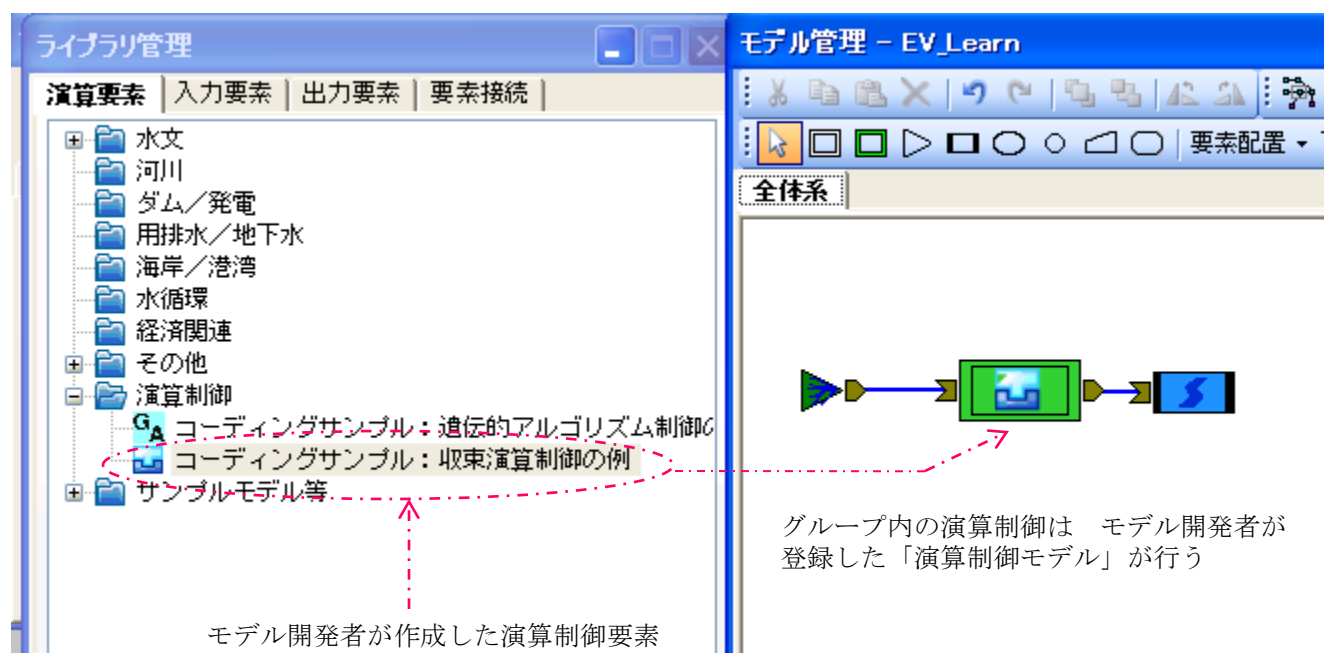 ライブラリ管理
演算要素 入力要素 出力要素 要素接続
水文
河川
ダム／発電
用排水／地下水
海岸／港湾
水循環
経済関連
その他
演算制御
GA コーディングサンプル：遺伝的アルゴリズム制御の
コーディングサンプル：収束演算制御の例
サンプルモデル等
モデル開発者が作成した演算制御要素
モデル管理 - EV_Learn
要素配置
全体系
グループ内の演算制御は　モデル開発者が
登録した「演算制御モデル」が行う